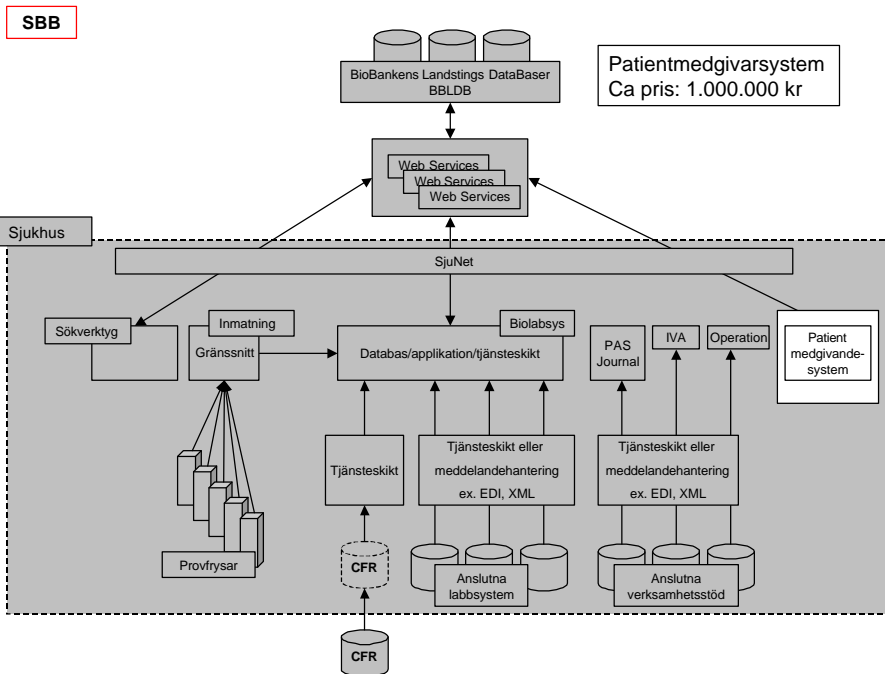 SBB
BioBankens Landstings DataBaser
BBLDB
Patientmedgivarsystem
Ca pris: 1.000.000 kr
Web Services
Web Services
Web Services
Sjukhus
SjuNet
Sökverktyg
Inmatning
Gränssnitt
Biolabsys
Databas/applikation/tjänsteskikt
PAS
Journal
IVA
Operation
Patient
medgivande-
system
Tjänsteskikt
Tjänsteskikt eller
meddelandehantering
ex. EDI, XML
Tjänsteskikt eller
meddelandehantering
ex. EDI, XML
Provfrysar
CFR
Anslutna
labbsystem
Anslutna
verksamhetsstöd
CFR